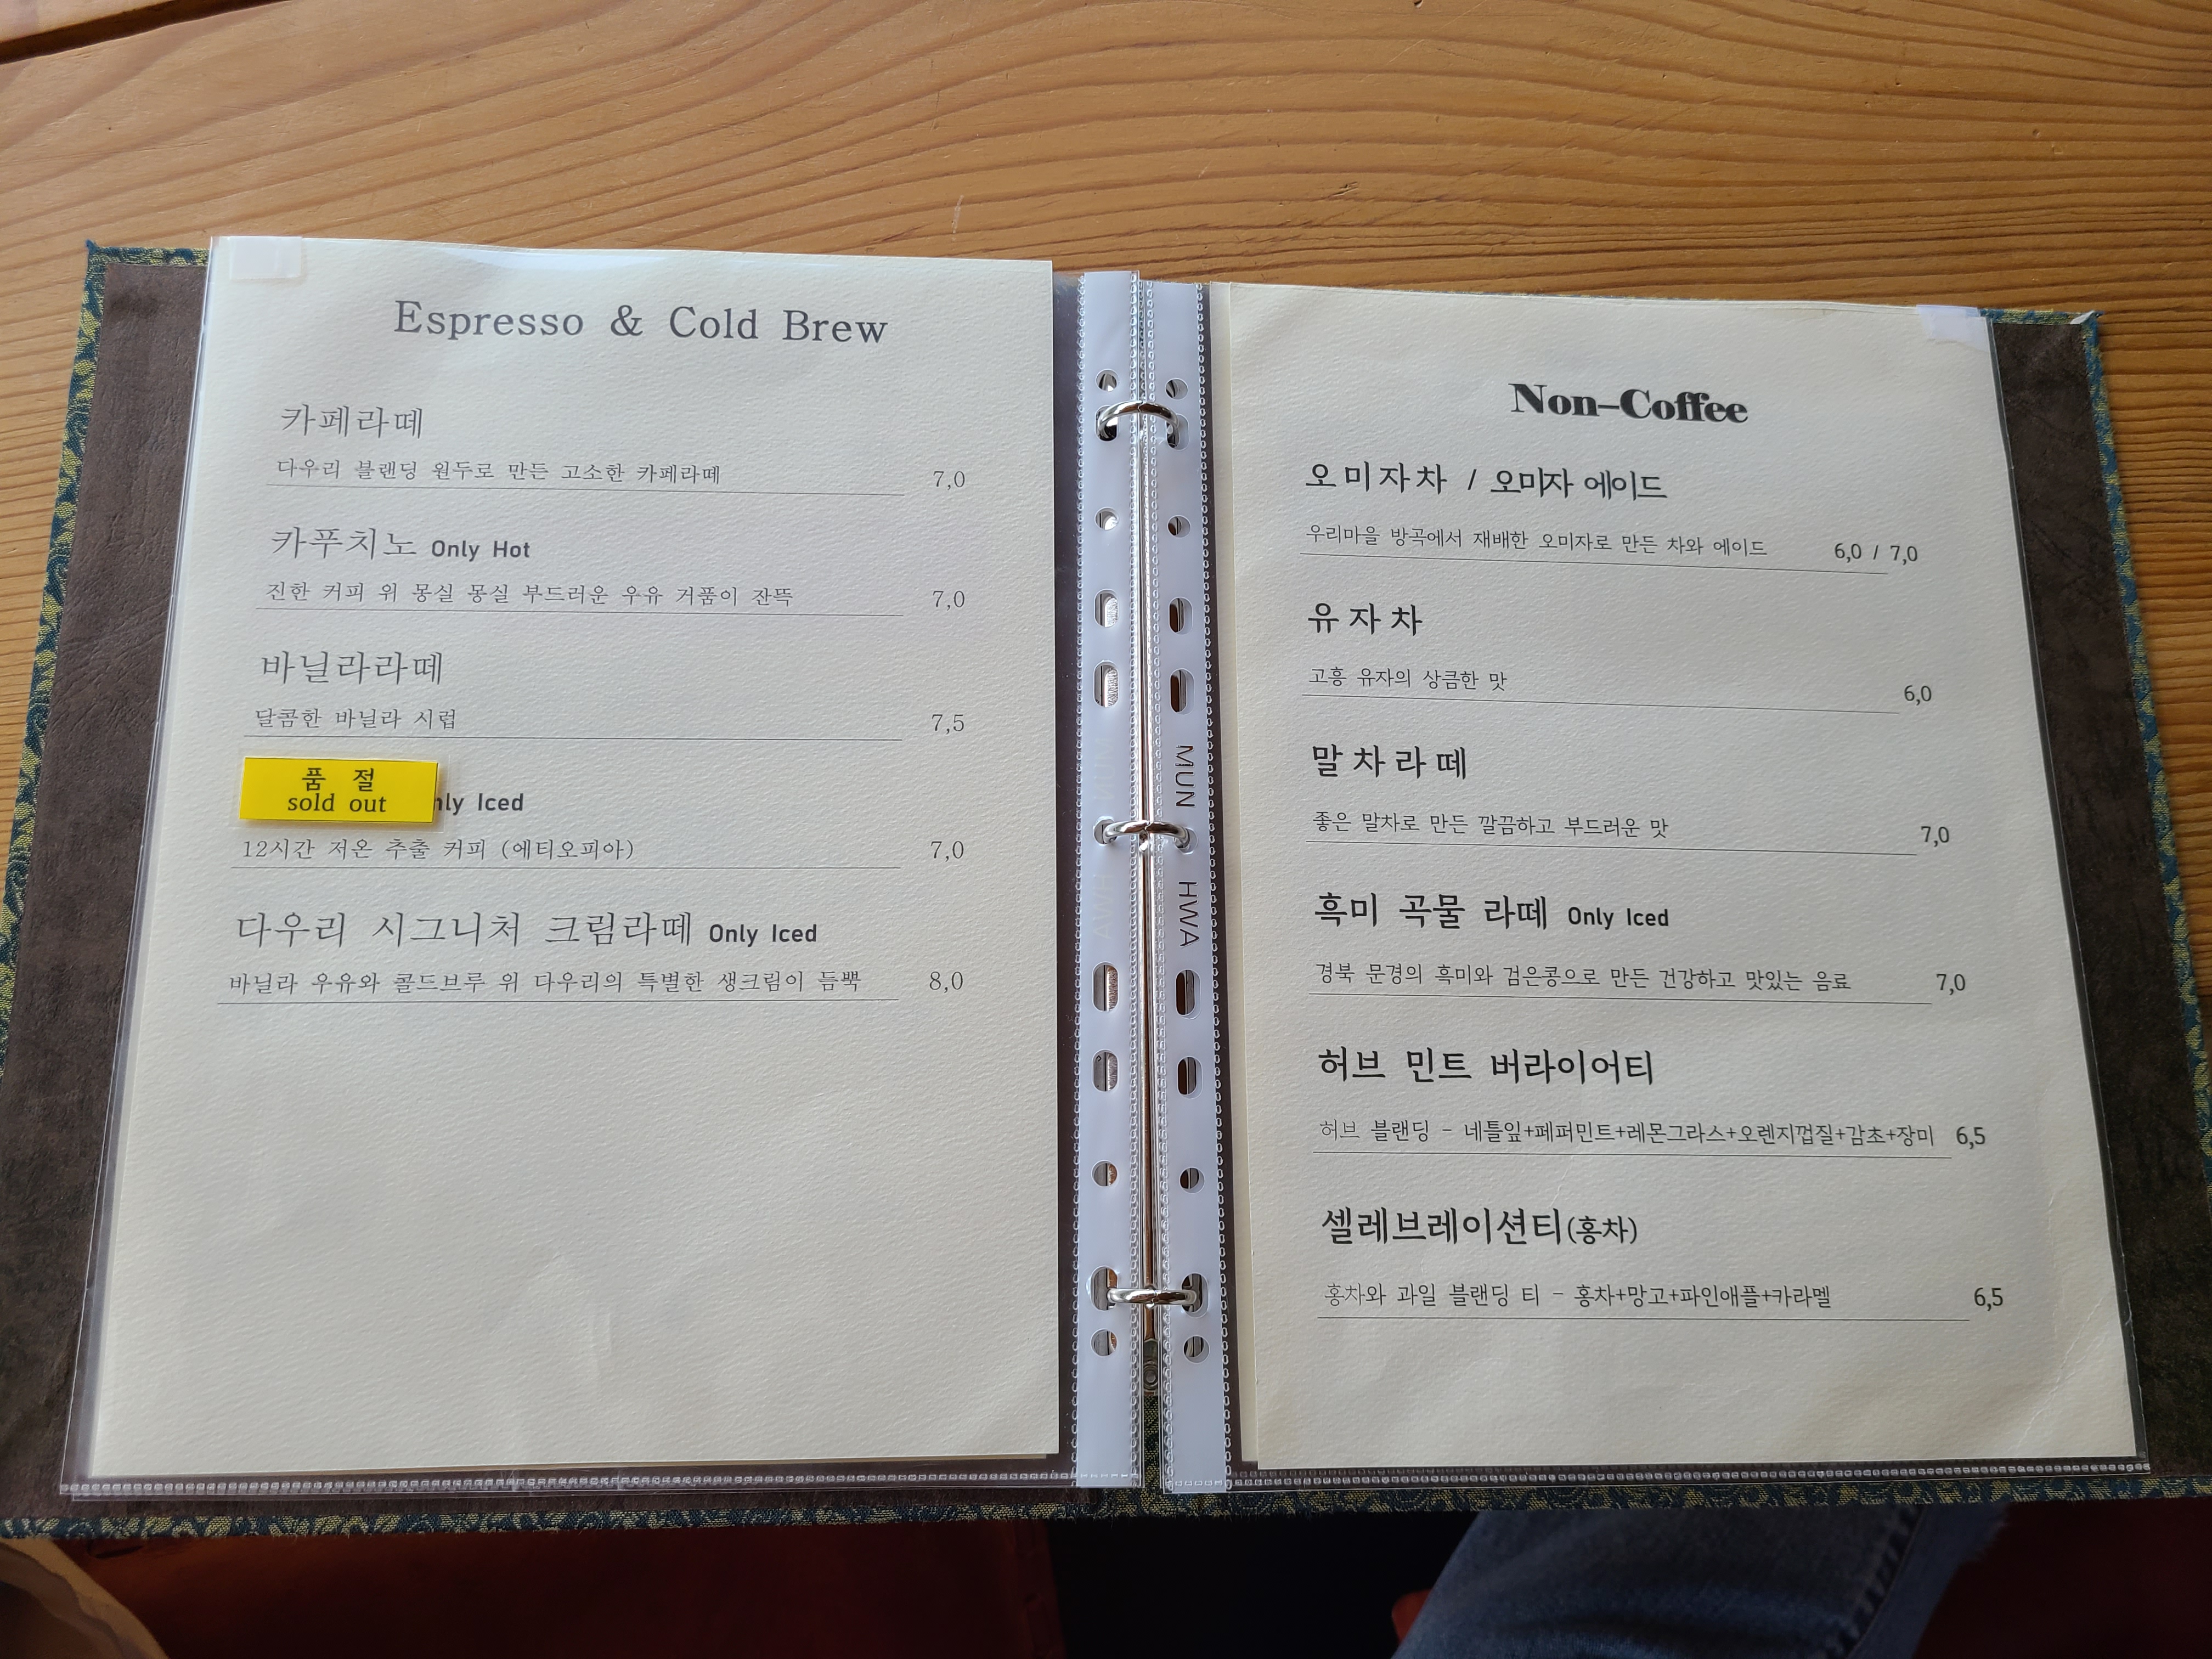 Espresso & Cold Brew
카페라떼
다우리 블랜딩 원두로 만든 고소한 카페라떼 7,0
카푸치노 Only Hot
진한 커피 위 몽실 몽실 부드러운 우유 거품이 잔뜩 7,0
바닐라라떼
달콤한 바닐라 시럽 7,5
품 절
sold out
nly Iced
12시간 저온 추출 커피 (에티오피아) 7,0
다우리 시그니처 크림라떼 Only Iced
바닐라 우유와 콜드브루 위 다우리의 특별한 생크림이 듬뿍 8,0
MUN HWA
Non-Coffee
오미자차 / 오미자 에이드
우리마을 방곡에서 재배한 오미자로 만든 차와 에이드 6,0 / 7,0
유자차
고흥 유자의 상큼한 맛 6,0
말차라떼
좋은 말차로 만든 깔끔하고 부드러운 맛 7,0
흑미 곡물 라떼 Only Iced
경북 문경의 흑미와 검은콩으로 만든 건강하고 맛있는 음료 7,0
허브 민트 버라이어티
허브 블랜딩 - 네틀잎+페퍼민트+레몬그라스+오렌지껍질+감초+장미 6,5
셀레브레이션티(홍차)
홍차와 과일 블랜딩 티 - 홍차+망고+파인애플+카라멜 6,5